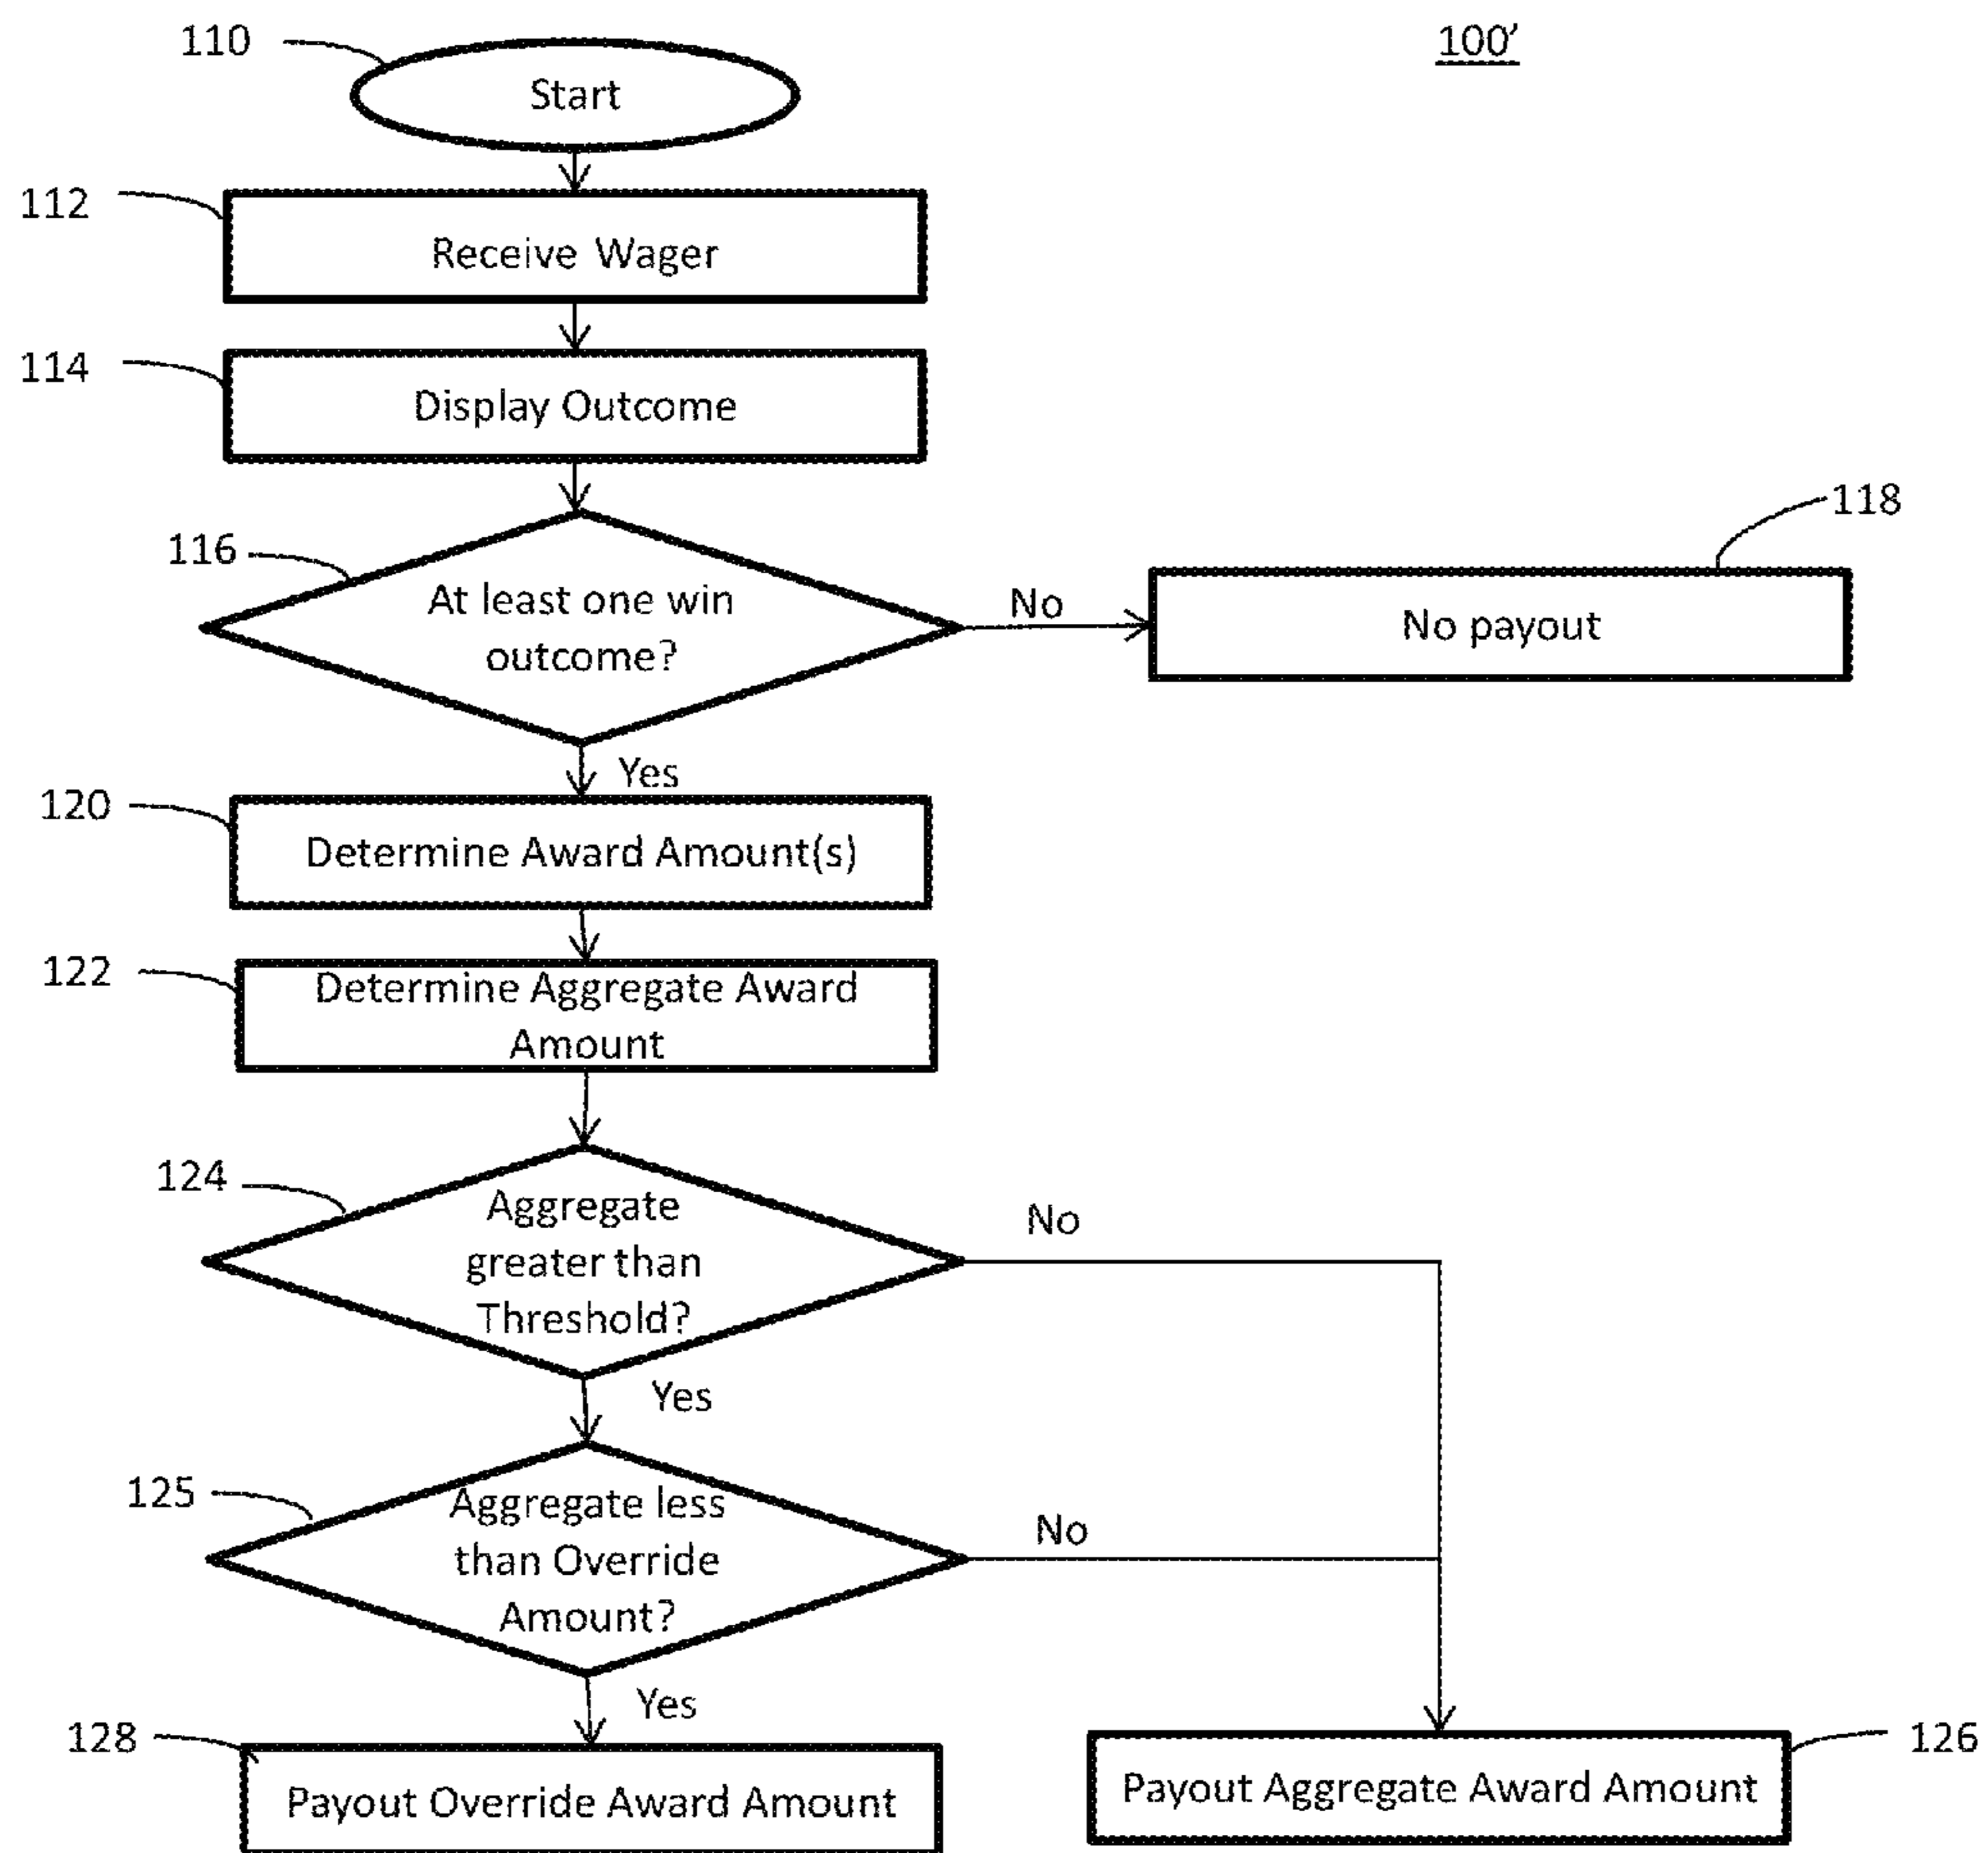 110
100’
Start
112
Receive Wager
114
Display Outcome
118
116
At least one win
outcome?
No
No payout
Yes
120
Determine Award Amount(s)
122
Determine Aggregate Award
Amount
124
Aggregate
greater than
Threshold?
No
Yes
125
Aggregate less
than Override
Amount?
No
Yes
128
Payout Override Award Amount
126
Payout Aggregate Award Amount